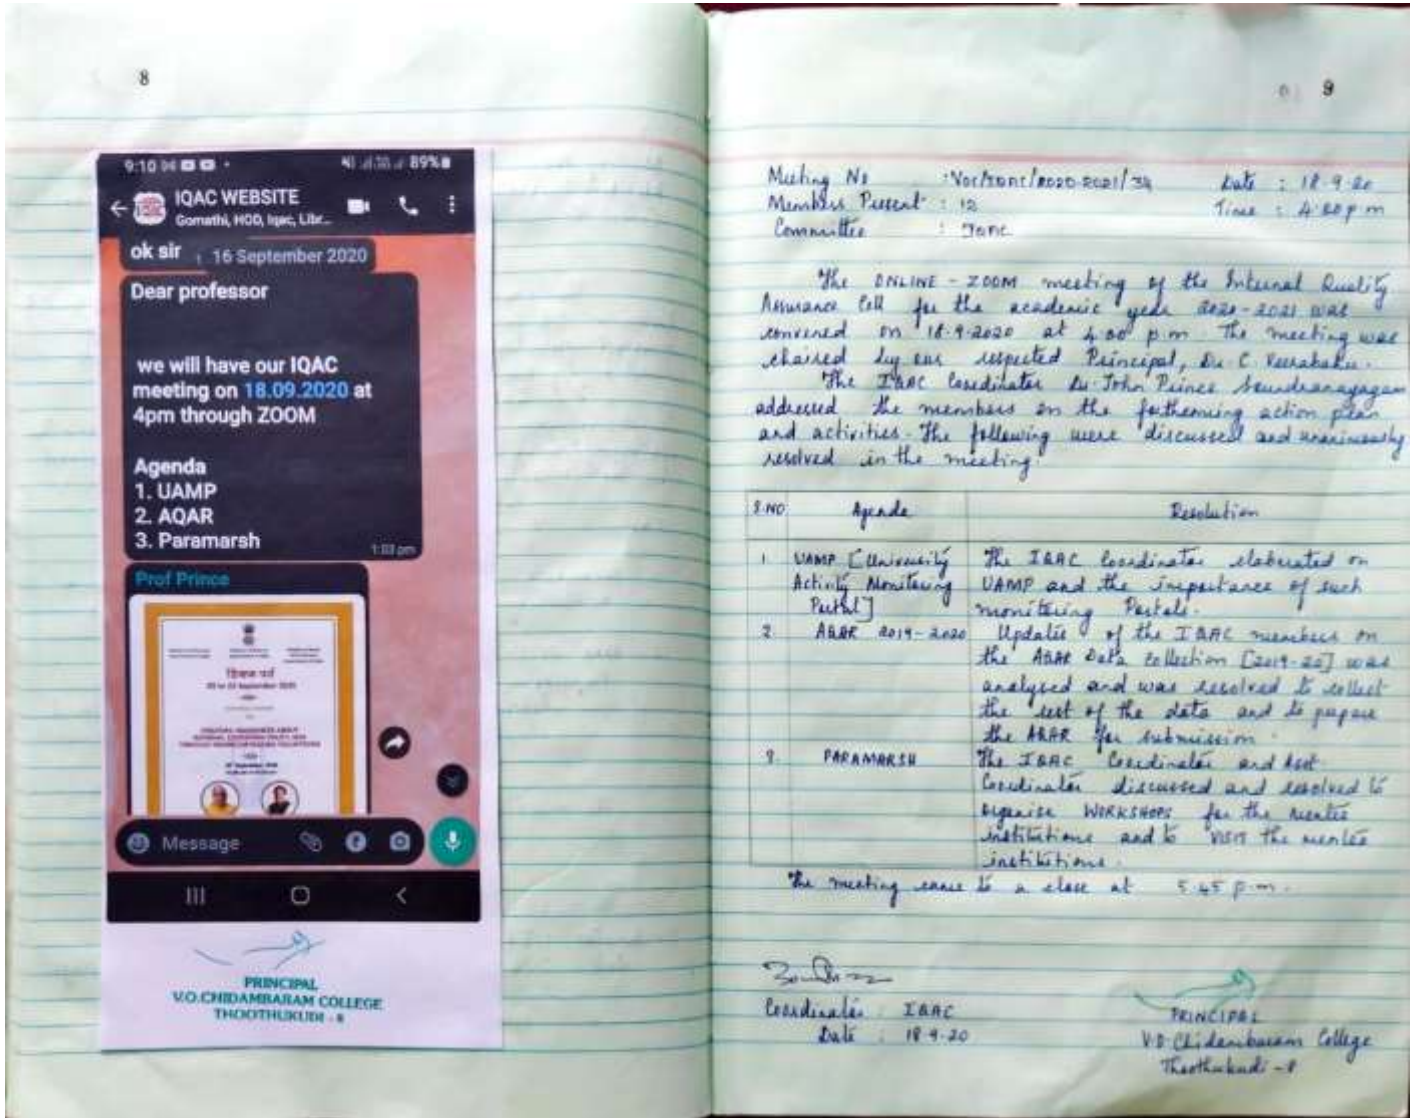 8
9:10
89%
IQAC WEBSITE
Gomathi, HOD, Iqac, Libr...
ok sir
16 September 2020
Dear professor
we will have our IQAC
meeting on 18.09.2020 at
4pm through ZOOM
Agenda
1. UAMP
2. AQAR
3. Paramarsh
1:03 pm
Prof Prince
Message
PRINCIPAL
V.O.CHIDAMBARAM COLLEGE
THOOTHUKUDI - 8
9
Meeting No : VOC/IQAC/2020-2021/34 Date : 18.9.20
Members Present : 12 Time : 4.00 p m
Committee : IQAC
The ONLINE - ZOOM meeting of the Internal Quality
Assurance Cell for the academic year 2020-2021 was
convened on 18.9.2020 at 4.00 p.m. The meeting was
chaired by our respected Principal, Dr. C. Veerabahu.
The IQAC Coordinator Dr. John Prince Soundranayagam
addressed the members on the forthcoming action plan
and activities. The following were discussed and unanimously
resolved in the meeting.
S.NO Agenda Resolution
1. UAMP [University The IQAC Coordinator elaborated on
Activity Monitoring UAMP and the importance of such
Portal] monitoring Portals.
2. AQAR 2019-2020 Updates of the IQAC members on
the AQAR Data collection [2019-20] was
analysed and was resolved to collect
the rest of the data and to prepare
the AQAR for submission.
3. PARAMARSH The IQAC Coordinator and Asst.
Coordinator discussed and resolved to
organise WORKSHOPS for the mentee
institutions and to VISIT the mentee
institutions.
The meeting came to a close at 5.45 p.m.
Coordinator : IQAC
Date : 18.9.20
PRINCIPAL
V.O. Chidambaram College
Thoothukudi - 8